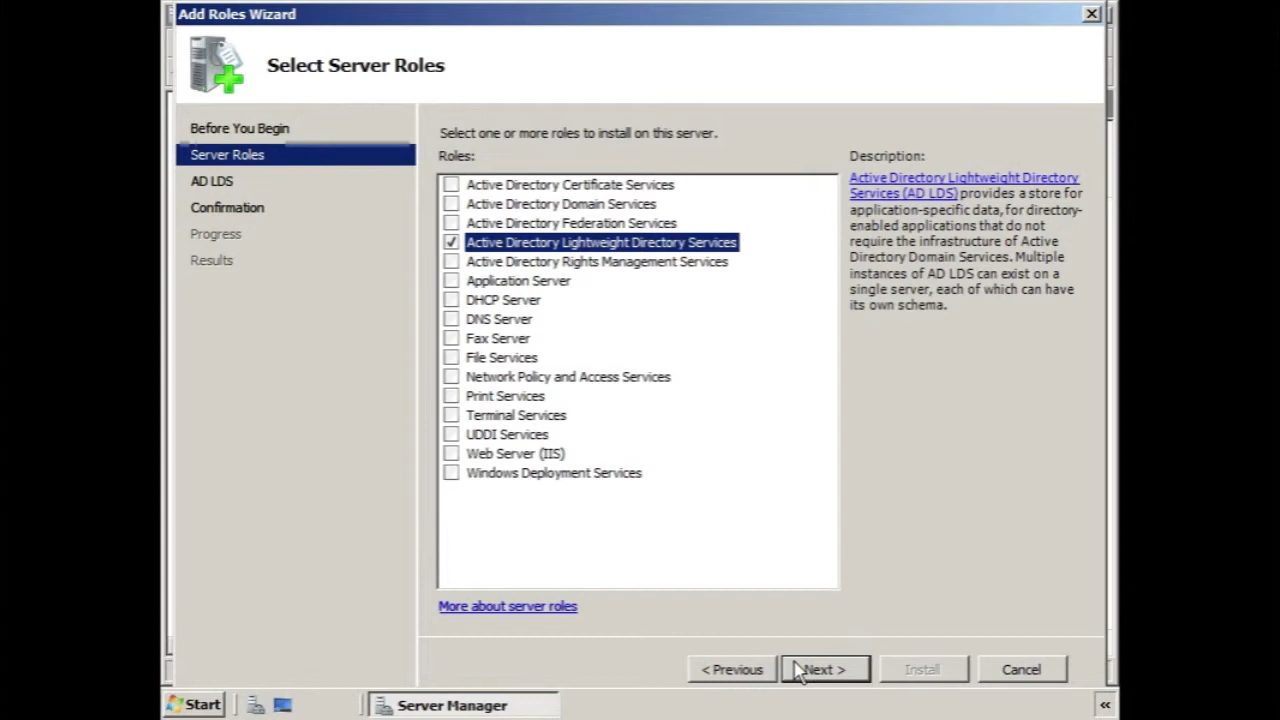 Add Roles Wizard
Select Server Roles
Before You Begin
Server Roles
AD LDS
Confirmation
Progress
Results
Select one or more roles to install on this server.
Roles:
Active Directory Certificate Services
Active Directory Domain Services
Active Directory Federation Services
Active Directory Lightweight Directory Services
Active Directory Rights Management Services
Application Server
DHCP Server
DNS Server
Fax Server
File Services
Network Policy and Access Services
Print Services
Terminal Services
UDDI Services
Web Server (IIS)
Windows Deployment Services
More about server roles
Description:
Active Directory Lightweight Directory
Services (AD LDS) provides a store for
application-specific data, for directory-
enabled applications that do not
require the infrastructure of Active
Directory Domain Services. Multiple
instances of AD LDS can exist on a
single server, each of which can have
its own schema.
< Previous
Next >
Install
Cancel
Start
Server Manager
«